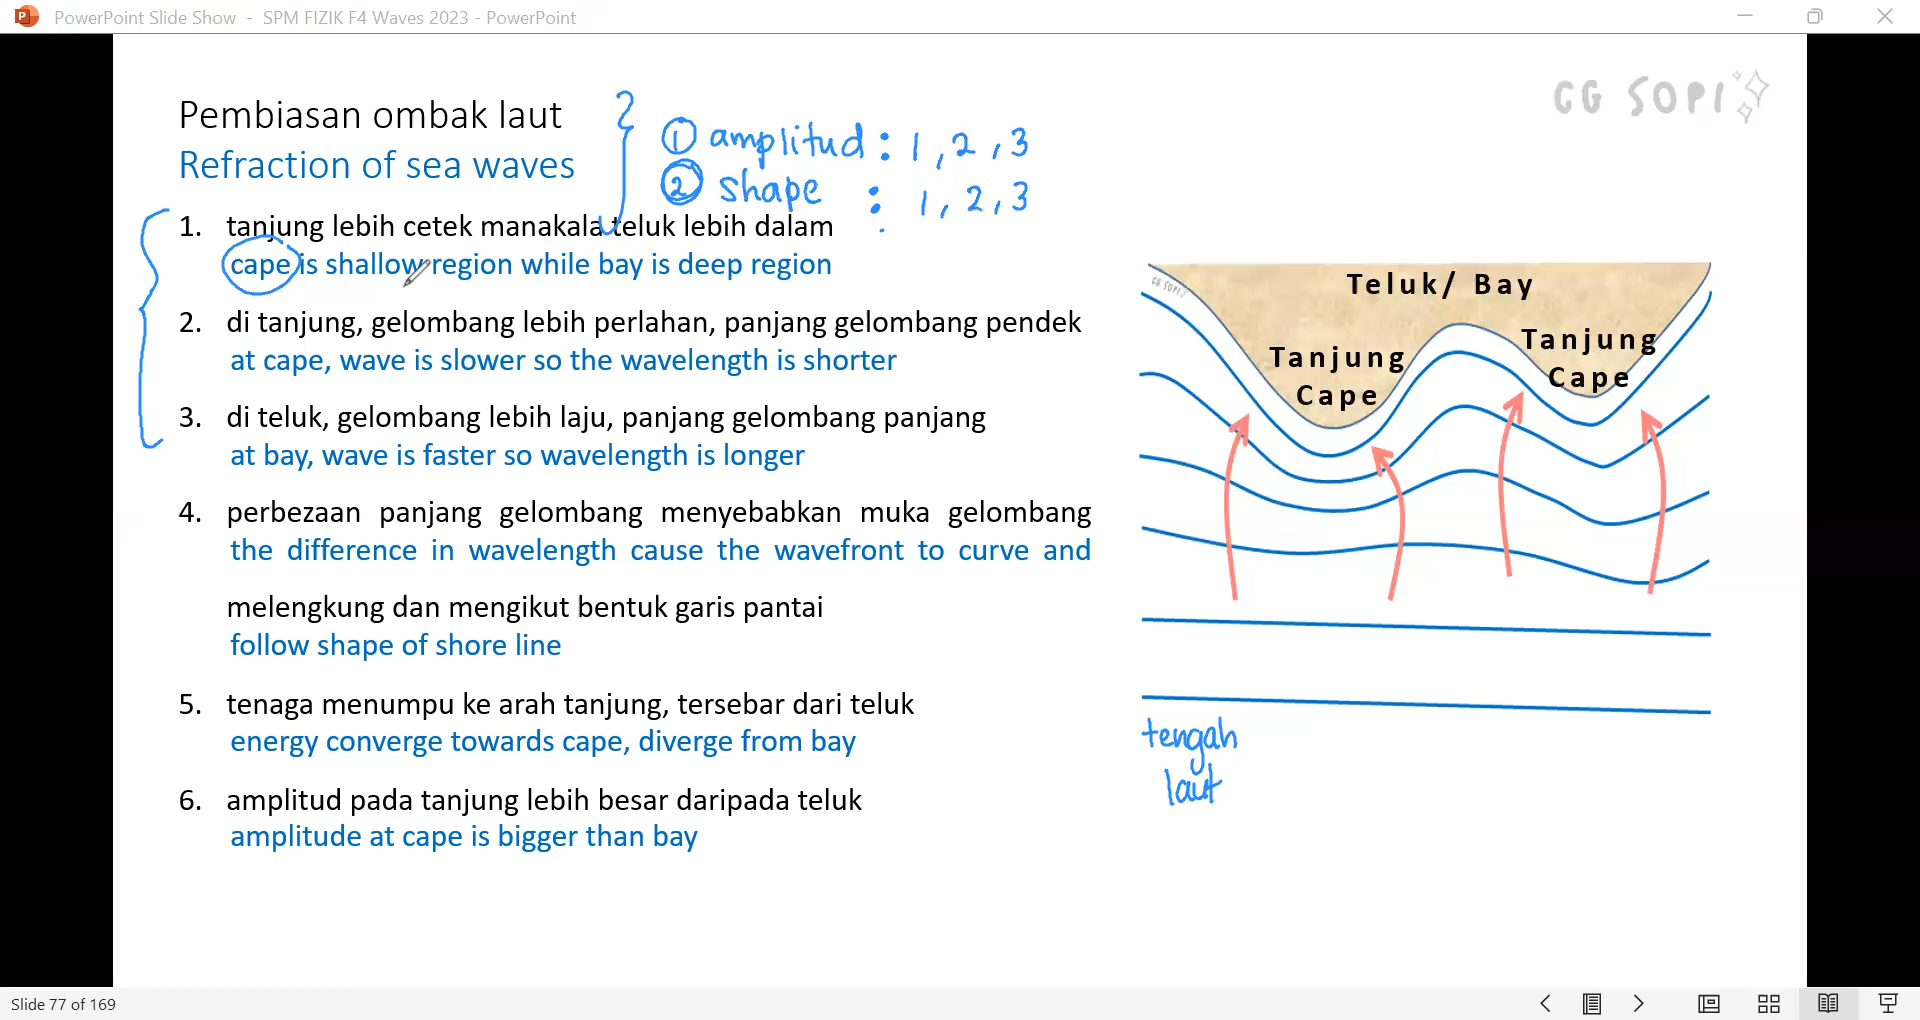 PowerPoint Slide Show - SPM FIZIK F4 Waves 2023 - PowerPoint
CG SOPI
Pembiasan ombak laut
Refraction of sea waves
① amplitud : 1, 2, 3
② shape : 1, 2, 3
1. tanjung lebih cetek manakala teluk lebih dalam
cape is shallow region while bay is deep region
2. di tanjung, gelombang lebih perlahan, panjang gelombang pendek
at cape, wave is slower so the wavelength is shorter
3. di teluk, gelombang lebih laju, panjang gelombang panjang
at bay, wave is faster so wavelength is longer
4. perbezaan panjang gelombang menyebabkan muka gelombang
the difference in wavelength cause the wavefront to curve and
melengkung dan mengikut bentuk garis pantai
follow shape of shore line
5. tenaga menumpu ke arah tanjung, tersebar dari teluk
energy converge towards cape, diverge from bay
6. amplitud pada tanjung lebih besar daripada teluk
amplitude at cape is bigger than bay
CG SOPI
Teluk/ Bay
Tanjung
Cape
Tanjung
Cape
tengah
laut
Slide 77 of 169